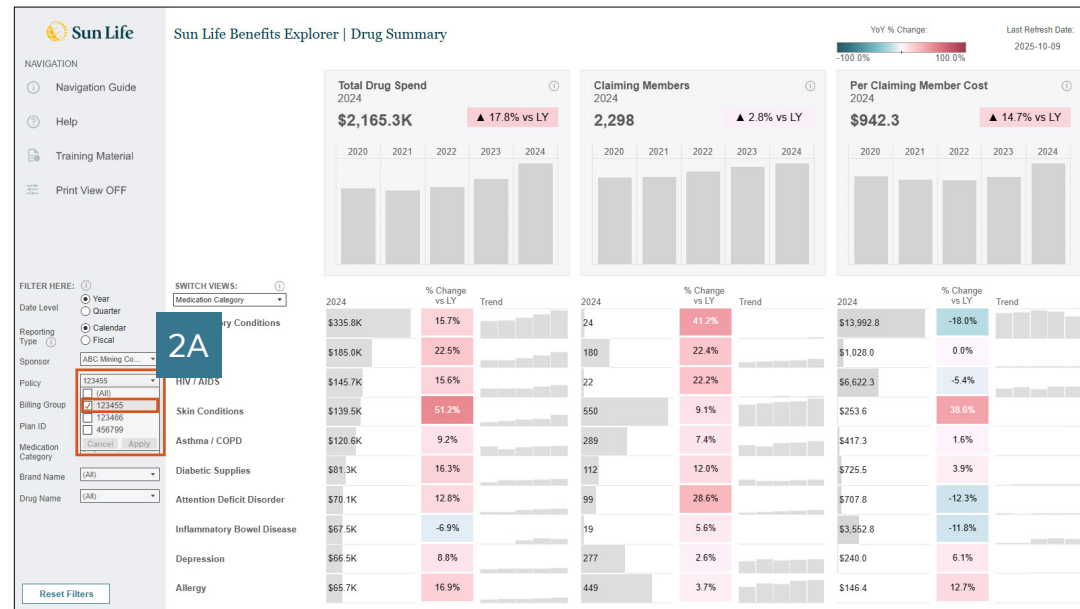 Sun Life
Sun Life Benefits Explorer | Drug Summary
YoY % Change:
-100.0% 100.0%
Last Refresh Date:
2025-10-09
NAVIGATION
Navigation Guide
Help
Training Material
Print View OFF
Total Drug Spend
2024
$2,165.3K ▲ 17.8% vs LY
2020 2021 2022 2023 2024
Claiming Members
2024
2,298 ▲ 2.8% vs LY
2020 2021 2022 2023 2024
Per Claiming Member Cost
2024
$942.3 ▲ 14.7% vs LY
2020 2021 2022 2023 2024
FILTER HERE:
Date Level
Year
Quarter
Reporting Type
Calendar
Fiscal
Sponsor
ABC Mining Co...
Policy
123455
(All)
123455
123466
456799
Cancel Apply
Billing Group
Plan ID
Medication Category
Brand Name
(All)
Drug Name
(All)
Reset Filters
2A
SWITCH VIEWS:
Medication Category
2024 % Change vs LY Trend 2024 % Change vs LY Trend 2024 % Change vs LY Trend
ory Conditions $335.8K 15.7% 24 41.2% $13,992.8 -18.0%
$185.0K 22.5% 180 22.4% $1,028.0 0.0%
HIV / AIDS $145.7K 15.6% 22 22.2% $6,622.3 -5.4%
Skin Conditions $139.5K 51.2% 550 9.1% $253.6 38.6%
Asthma / COPD $120.6K 9.2% 289 7.4% $417.3 1.6%
Diabetic Supplies $81.3K 16.3% 112 12.0% $725.5 3.9%
Attention Deficit Disorder $70.1K 12.8% 99 28.6% $707.8 -12.3%
Inflammatory Bowel Disease $67.5K -6.9% 19 5.6% $3,552.8 -11.8%
Depression $66.5K 8.8% 277 2.6% $240.0 6.1%
Allergy $65.7K 16.9% 449 3.7% $146.4 12.7%